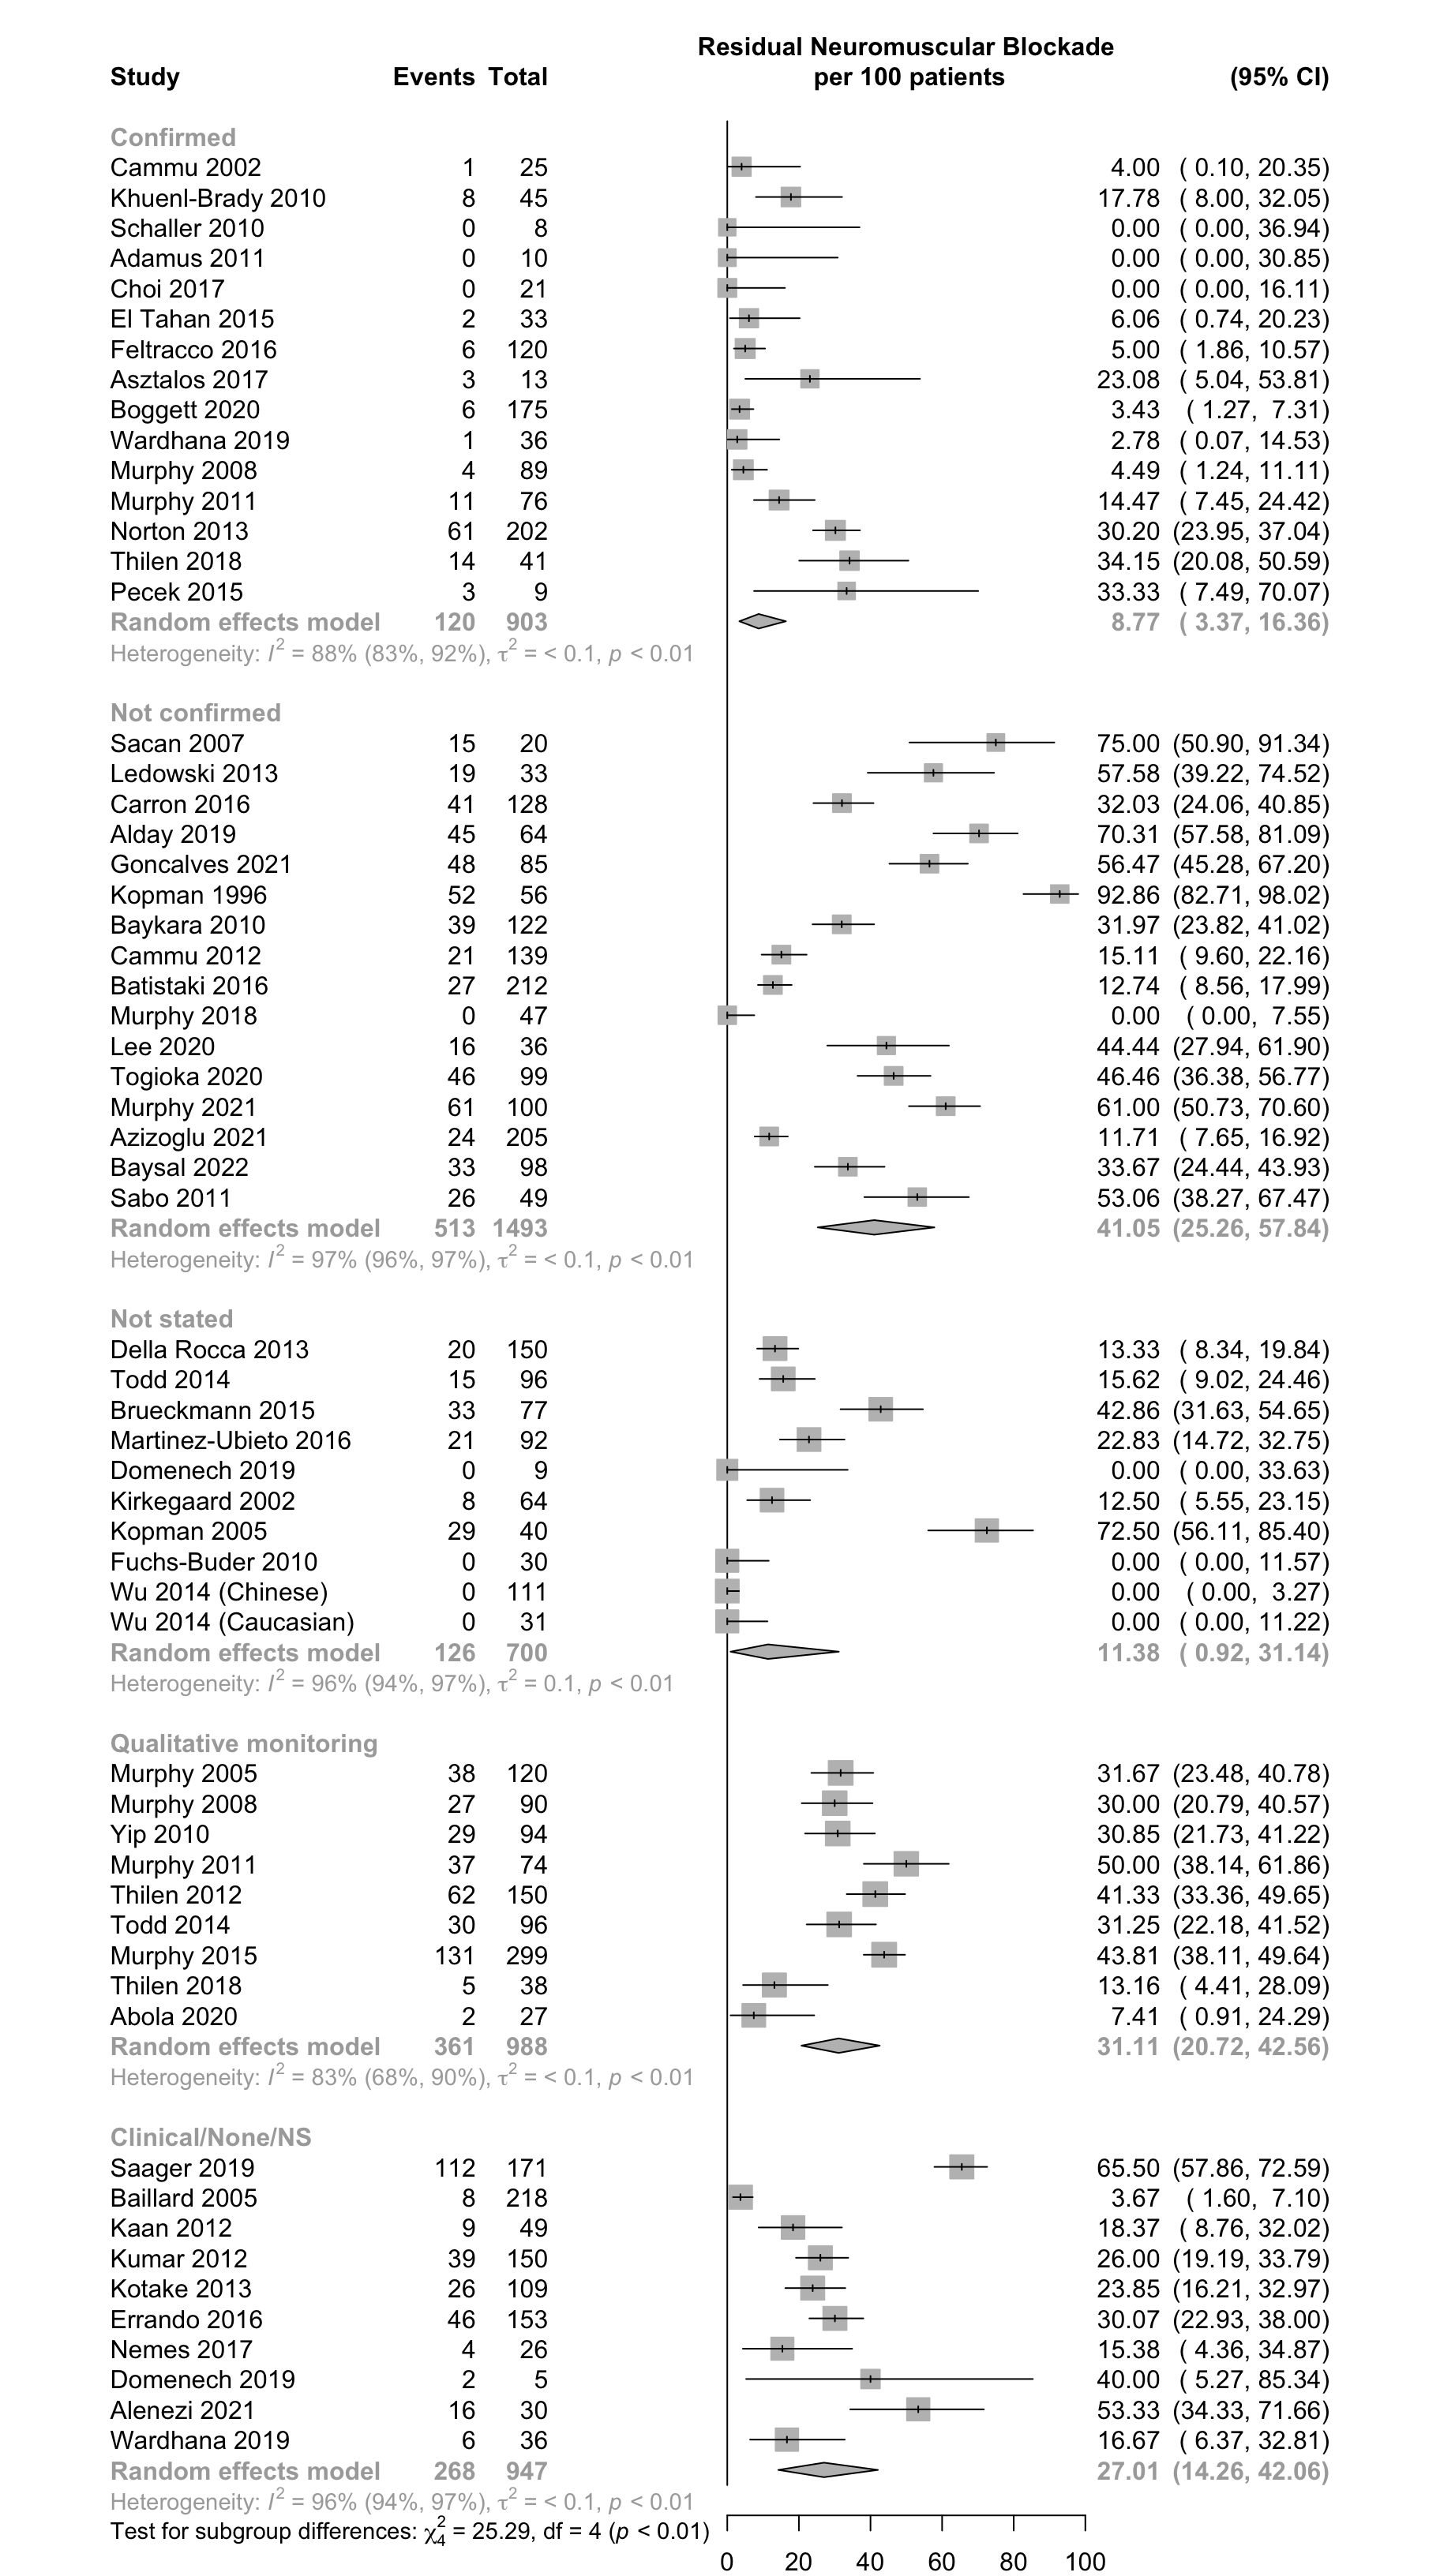 Residual Neuromuscular Blockade
Study Events Total per 100 patients (95% CI)
Confirmed
Cammu 2002 1 25 4.00 ( 0.10, 20.35)
Khuenl-Brady 2010 8 45 17.78 ( 8.00, 32.05)
Schaller 2010 0 8 0.00 ( 0.00, 36.94)
Adamus 2011 0 10 0.00 ( 0.00, 30.85)
Choi 2017 0 21 0.00 ( 0.00, 16.11)
El Tahan 2015 2 33 6.06 ( 0.74, 20.23)
Feltracco 2016 6 120 5.00 ( 1.86, 10.57)
Asztalos 2017 3 13 23.08 ( 5.04, 53.81)
Boggett 2020 6 175 3.43 ( 1.27, 7.31)
Wardhana 2019 1 36 2.78 ( 0.07, 14.53)
Murphy 2008 4 89 4.49 ( 1.24, 11.11)
Murphy 2011 11 76 14.47 ( 7.45, 24.42)
Norton 2013 61 202 30.20 (23.95, 37.04)
Thilen 2018 14 41 34.15 (20.08, 50.59)
Pecek 2015 3 9 33.33 ( 7.49, 70.07)
Random effects model 120 903 8.77 ( 3.37, 16.36)
Heterogeneity: I² = 88% (83%, 92%), τ² = < 0.1, p < 0.01
Not confirmed
Sacan 2007 15 20 75.00 (50.90, 91.34)
Ledowski 2013 19 33 57.58 (39.22, 74.52)
Carron 2016 41 128 32.03 (24.06, 40.85)
Alday 2019 45 64 70.31 (57.58, 81.09)
Goncalves 2021 48 85 56.47 (45.28, 67.20)
Kopman 1996 52 56 92.86 (82.71, 98.02)
Baykara 2010 39 122 31.97 (23.82, 41.02)
Cammu 2012 21 139 15.11 ( 9.60, 22.16)
Batistaki 2016 27 212 12.74 ( 8.56, 17.99)
Murphy 2018 0 47 0.00 ( 0.00, 7.55)
Lee 2020 16 36 44.44 (27.94, 61.90)
Togioka 2020 46 99 46.46 (36.38, 56.77)
Murphy 2021 61 100 61.00 (50.73, 70.60)
Azizoglu 2021 24 205 11.71 ( 7.65, 16.92)
Baysal 2022 33 98 33.67 (24.44, 43.93)
Sabo 2011 26 49 53.06 (38.27, 67.47)
Random effects model 513 1493 41.05 (25.26, 57.84)
Heterogeneity: I² = 97% (96%, 97%), τ² = < 0.1, p < 0.01
Not stated
Della Rocca 2013 20 150 13.33 ( 8.34, 19.84)
Todd 2014 15 96 15.62 ( 9.02, 24.46)
Brueckmann 2015 33 77 42.86 (31.63, 54.65)
Martinez-Ubieto 2016 21 92 22.83 (14.72, 32.75)
Domenech 2019 0 9 0.00 ( 0.00, 33.63)
Kirkegaard 2002 8 64 12.50 ( 5.55, 23.15)
Kopman 2005 29 40 72.50 (56.11, 85.40)
Fuchs-Buder 2010 0 30 0.00 ( 0.00, 11.57)
Wu 2014 (Chinese) 0 111 0.00 ( 0.00, 3.27)
Wu 2014 (Caucasian) 0 31 0.00 ( 0.00, 11.22)
Random effects model 126 700 11.38 ( 0.92, 31.14)
Heterogeneity: I² = 96% (94%, 97%), τ² = 0.1, p < 0.01
Qualitative monitoring
Murphy 2005 38 120 31.67 (23.48, 40.78)
Murphy 2008 27 90 30.00 (20.79, 40.57)
Yip 2010 29 94 30.85 (21.73, 41.22)
Murphy 2011 37 74 50.00 (38.14, 61.86)
Thilen 2012 62 150 41.33 (33.36, 49.65)
Todd 2014 30 96 31.25 (22.18, 41.52)
Murphy 2015 131 299 43.81 (38.11, 49.64)
Thilen 2018 5 38 13.16 ( 4.41, 28.09)
Abola 2020 2 27 7.41 ( 0.91, 24.29)
Random effects model 361 988 31.11 (20.72, 42.56)
Heterogeneity: I² = 83% (68%, 90%), τ² = < 0.1, p < 0.01
Clinical/None/NS
Saager 2019 112 171 65.50 (57.86, 72.59)
Baillard 2005 8 218 3.67 ( 1.60, 7.10)
Kaan 2012 9 49 18.37 ( 8.76, 32.02)
Kumar 2012 39 150 26.00 (19.19, 33.79)
Kotake 2013 26 109 23.85 (16.21, 32.97)
Errando 2016 46 153 30.07 (22.93, 38.00)
Nemes 2017 4 26 15.38 ( 4.36, 34.87)
Domenech 2019 2 5 40.00 ( 5.27, 85.34)
Alenezi 2021 16 30 53.33 (34.33, 71.66)
Wardhana 2019 6 36 16.67 ( 6.37, 32.81)
Random effects model 268 947 27.01 (14.26, 42.06)
Heterogeneity: I² = 96% (94%, 97%), τ² = < 0.1, p < 0.01
Test for subgroup differences: χ²₄ = 25.29, df = 4 (p < 0.01)
0 20 40 60 80 100